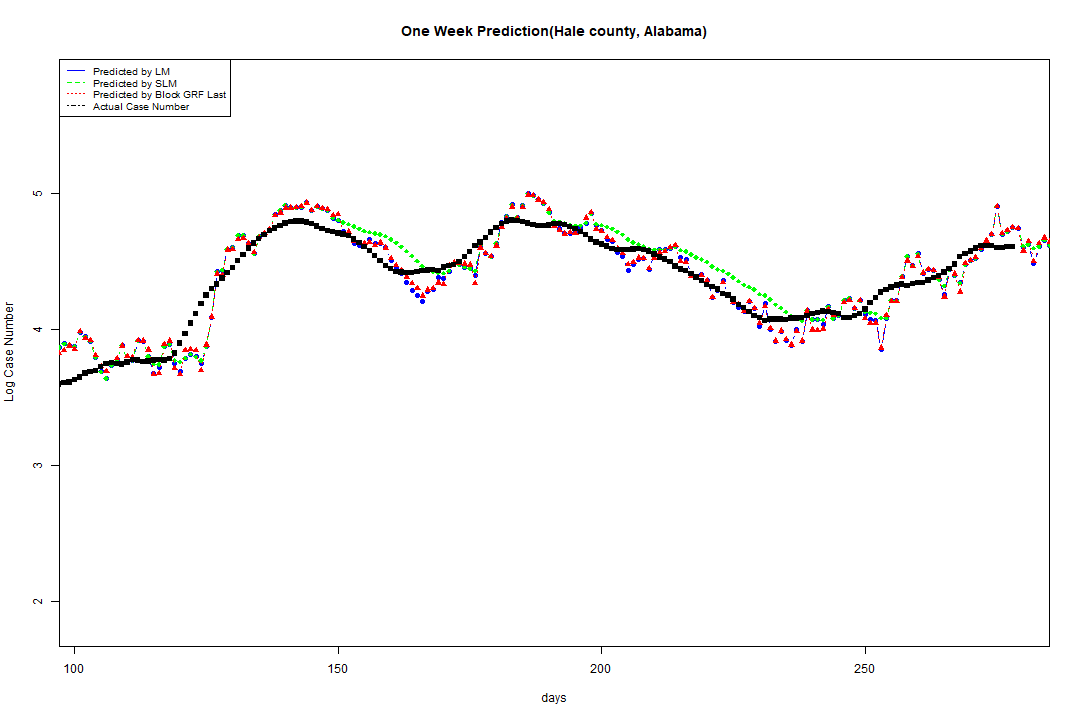 One Week Prediction(Hale county, Alabama)
Predicted by LM
Predicted by SLM
Predicted by Block GRF Last
Actual Case Number
5
4
3
2
Log Case Number
100 150 200 250
days